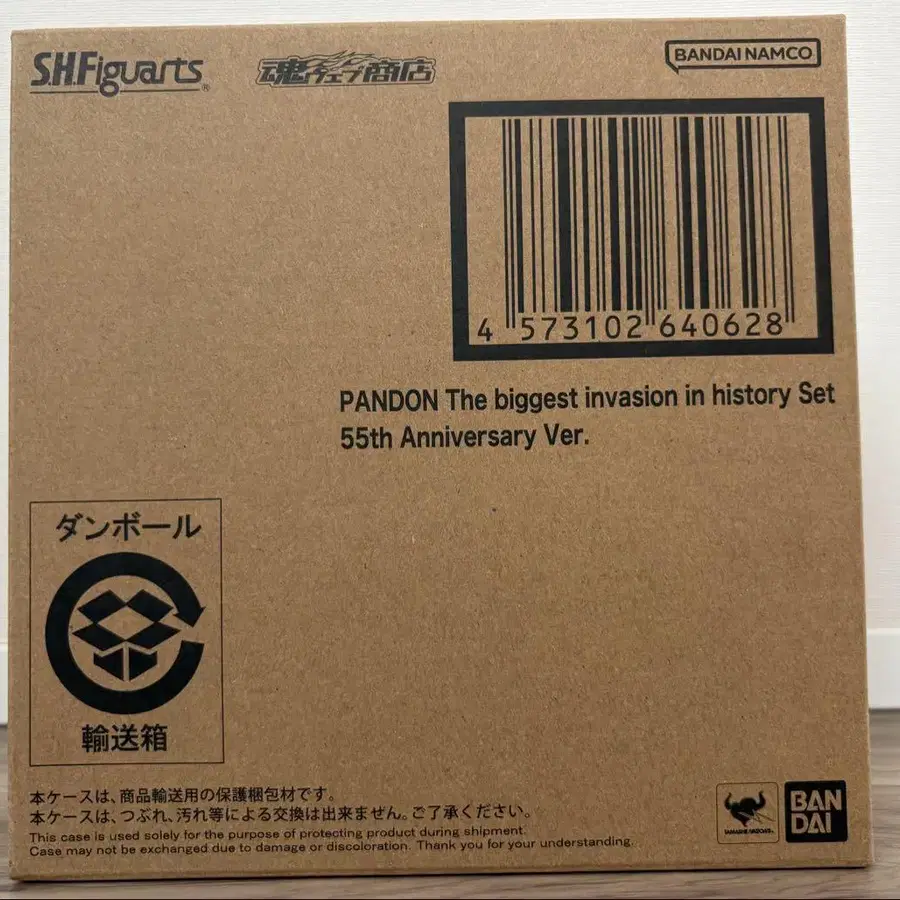 S.H.Figuarts®
魂ウェブ商店
BANDAI NAMCO
4 573102 640628
PANDON The biggest invasion in history Set
55th Anniversary Ver.
ダンボール
輸送箱
本ケースは、商品輸送用の保護梱包材です。
本ケースは、つぶれ、汚れ等による交換は出来ません。ご了承ください。
This case is used solely for the purpose of protecting product during shipment.
Case may not be exchanged due to damage or discoloration. Thank you for your understanding.
TAMASHII NATIONS
BAN
DAI